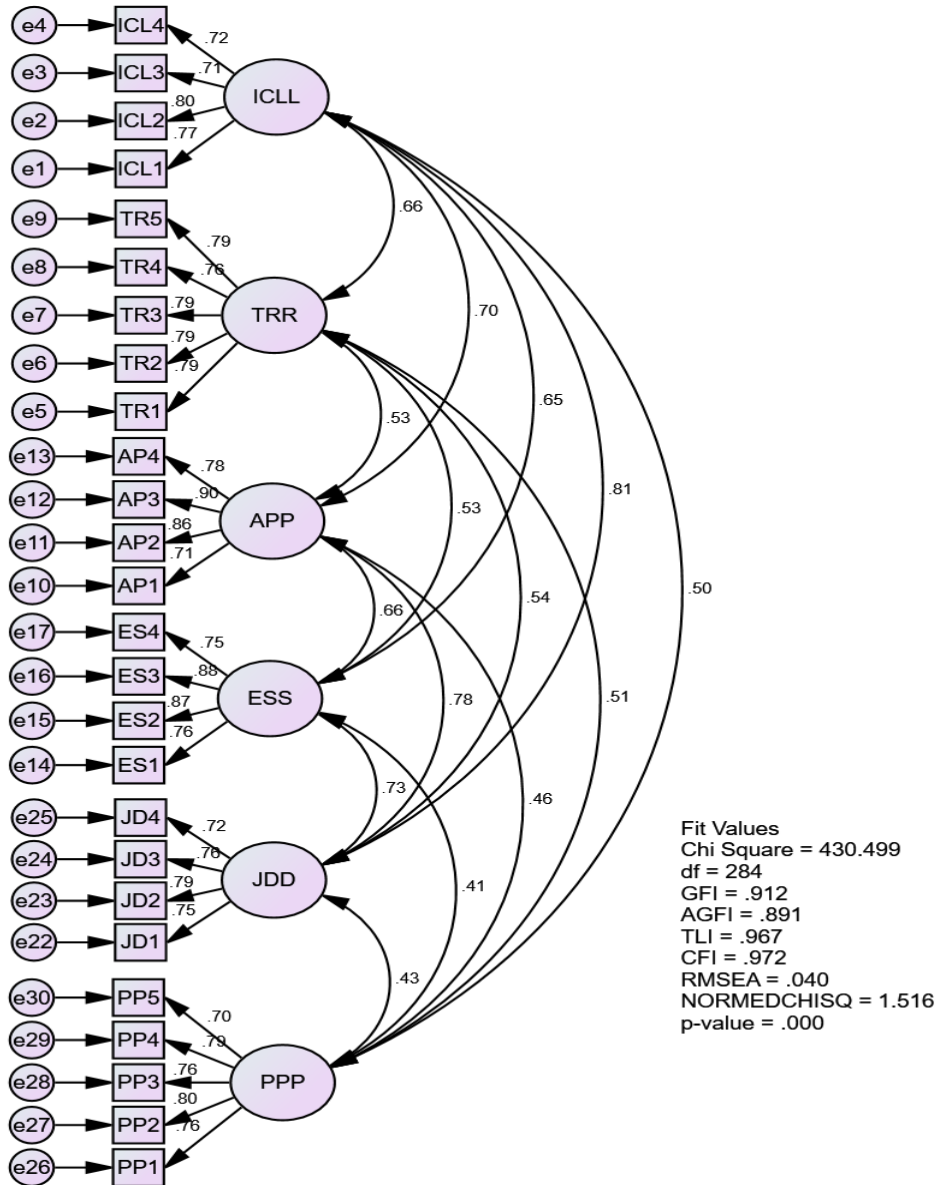 e4 ICL4 .72
e3 ICL3 .71
ICLL
e2 ICL2 .80
e1 ICL1 .77
e9 TR5 .79
.66
e8 TR4 .76
e7 TR3 .79
TRR
.70
e6 TR2 .79
e5 TR1 .79
.65
.53
e13 AP4 .78
e12 AP3 .90
.81
.53
APP
e11 AP2 .86
e10 AP1 .71
.50
.54
.66
e17 ES4 .75
e16 ES3 .88
ESS
.78
.51
e15 ES2 .87
e14 ES1 .76
.73
.46
e25 JD4 .72
e24 JD3 .76
JDD
.41
e23 JD2 .79
e22 JD1 .75
.43
e30 PP5 .70
e29 PP4 .79
e28 PP3 .76
PPP
e27 PP2 .80
e26 PP1 .76
Fit Values
Chi Square = 430.499
df = 284
GFI = .912
AGFI = .891
TLI = .967
CFI = .972
RMSEA = .040
NORMEDCHISQ = 1.516
p-value = .000